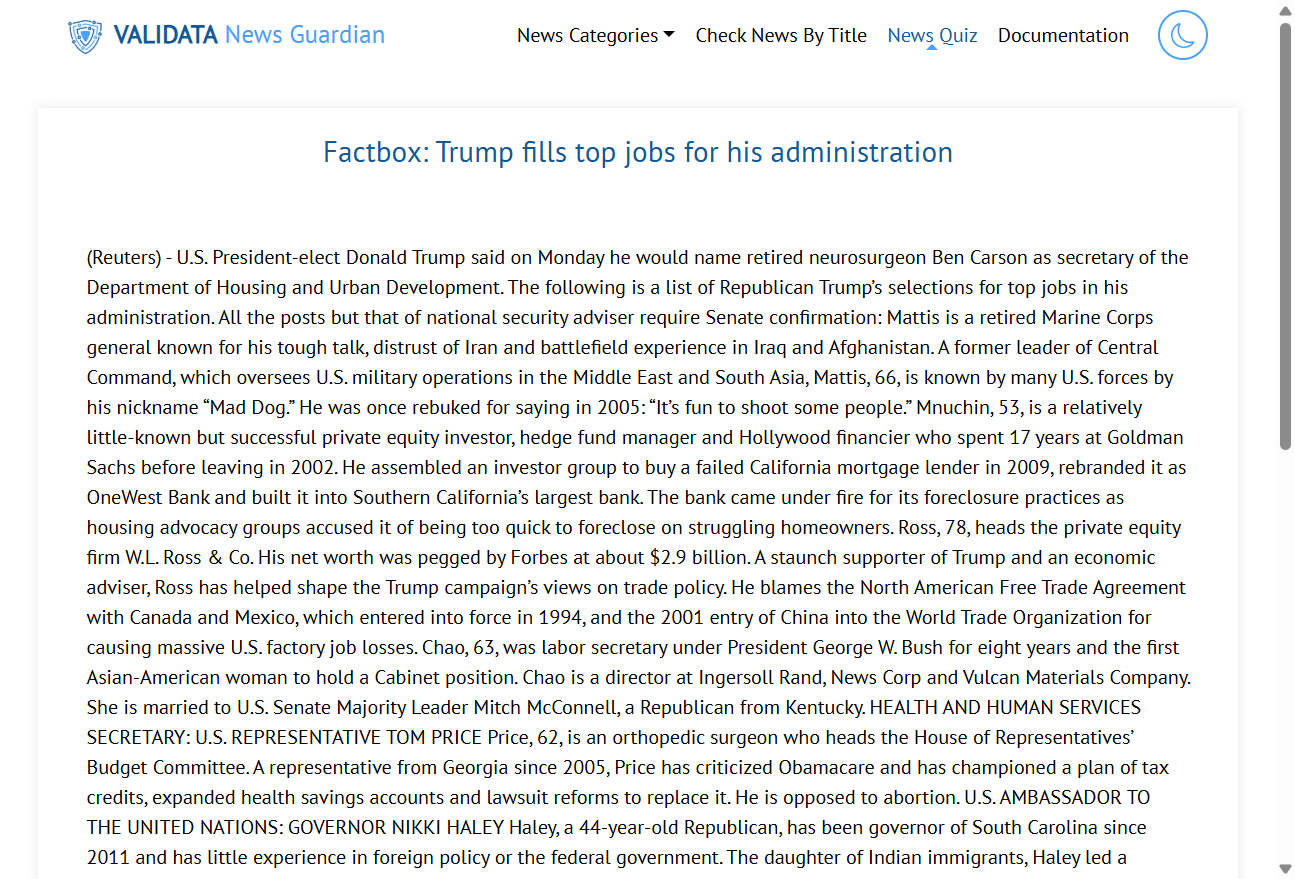 VALIDATA News Guardian
News Categories
Check News By Title
News Quiz
Documentation
Factbox: Trump fills top jobs for his administration
(Reuters) - U.S. President-elect Donald Trump said on Monday he would name retired neurosurgeon Ben Carson as secretary of the
Department of Housing and Urban Development. The following is a list of Republican Trump’s selections for top jobs in his
administration. All the posts but that of national security adviser require Senate confirmation: Mattis is a retired Marine Corps
general known for his tough talk, distrust of Iran and battlefield experience in Iraq and Afghanistan. A former leader of Central
Command, which oversees U.S. military operations in the Middle East and South Asia, Mattis, 66, is known by many U.S. forces by
his nickname “Mad Dog.” He was once rebuked for saying in 2005: “It’s fun to shoot some people.” Mnuchin, 53, is a relatively
little-known but successful private equity investor, hedge fund manager and Hollywood financier who spent 17 years at Goldman
Sachs before leaving in 2002. He assembled an investor group to buy a failed California mortgage lender in 2009, rebranded it as
OneWest Bank and built it into Southern California’s largest bank. The bank came under fire for its foreclosure practices as
housing advocacy groups accused it of being too quick to foreclose on struggling homeowners. Ross, 78, heads the private equity
firm W.L. Ross & Co. His net worth was pegged by Forbes at about $2.9 billion. A staunch supporter of Trump and an economic
adviser, Ross has helped shape the Trump campaign’s views on trade policy. He blames the North American Free Trade Agreement
with Canada and Mexico, which entered into force in 1994, and the 2001 entry of China into the World Trade Organization for
causing massive U.S. factory job losses. Chao, 63, was labor secretary under President George W. Bush for eight years and the first
Asian-American woman to hold a Cabinet position. Chao is a director at Ingersoll Rand, News Corp and Vulcan Materials Company.
She is married to U.S. Senate Majority Leader Mitch McConnell, a Republican from Kentucky. HEALTH AND HUMAN SERVICES
SECRETARY: U.S. REPRESENTATIVE TOM PRICE Price, 62, is an orthopedic surgeon who heads the House of Representatives’
Budget Committee. A representative from Georgia since 2005, Price has criticized Obamacare and has championed a plan of tax
credits, expanded health savings accounts and lawsuit reforms to replace it. He is opposed to abortion. U.S. AMBASSADOR TO
THE UNITED NATIONS: GOVERNOR NIKKI HALEY Haley, a 44-year-old Republican, has been governor of South Carolina since
2011 and has little experience in foreign policy or the federal government. The daughter of Indian immigrants, Haley led a